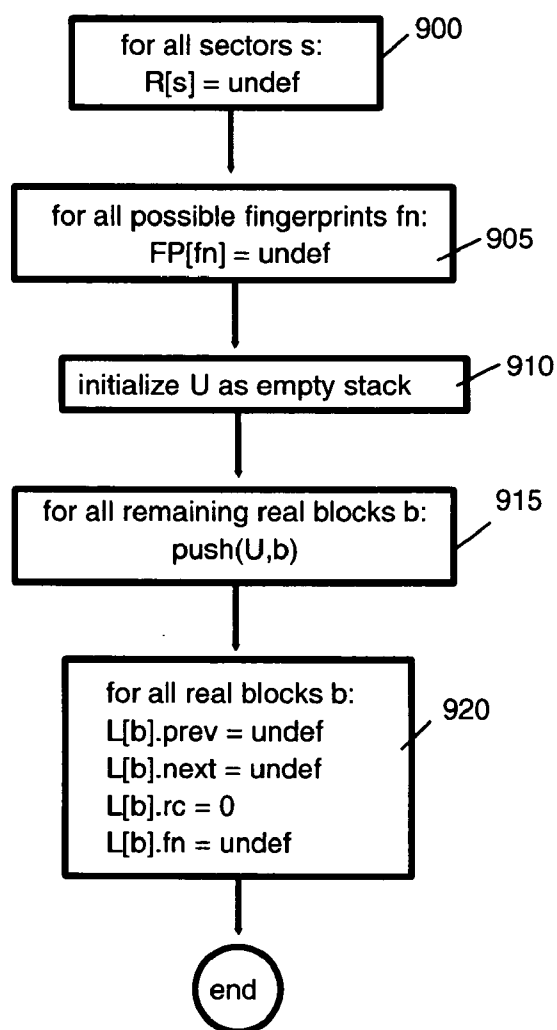 for all sectors s:
R[s] = undef
900
for all possible fingerprints fn:
FP[fn] = undef
905
initialize U as empty stack
910
for all remaining real blocks b:
push(U,b)
915
for all real blocks b:
L[b].prev = undef
L[b].next = undef
L[b].rc = 0
L[b].fn = undef
920
end